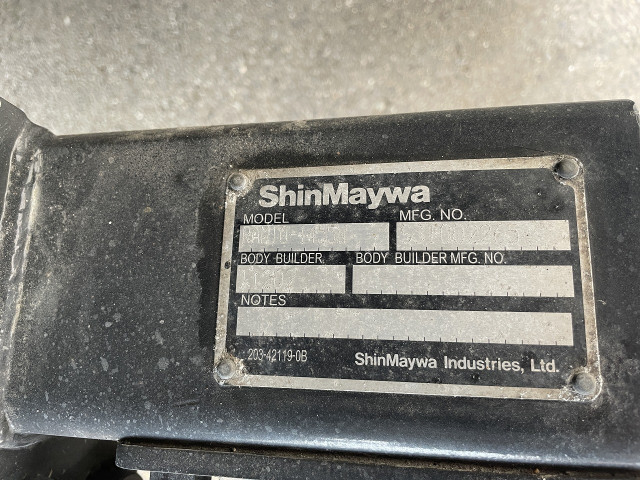 ShinMaywa
MODEL MFG. NO.
BODY BUILDER BODY BUILDER MFG. NO.
NOTES
203-42119-0B ShinMaywa Industries, Ltd.